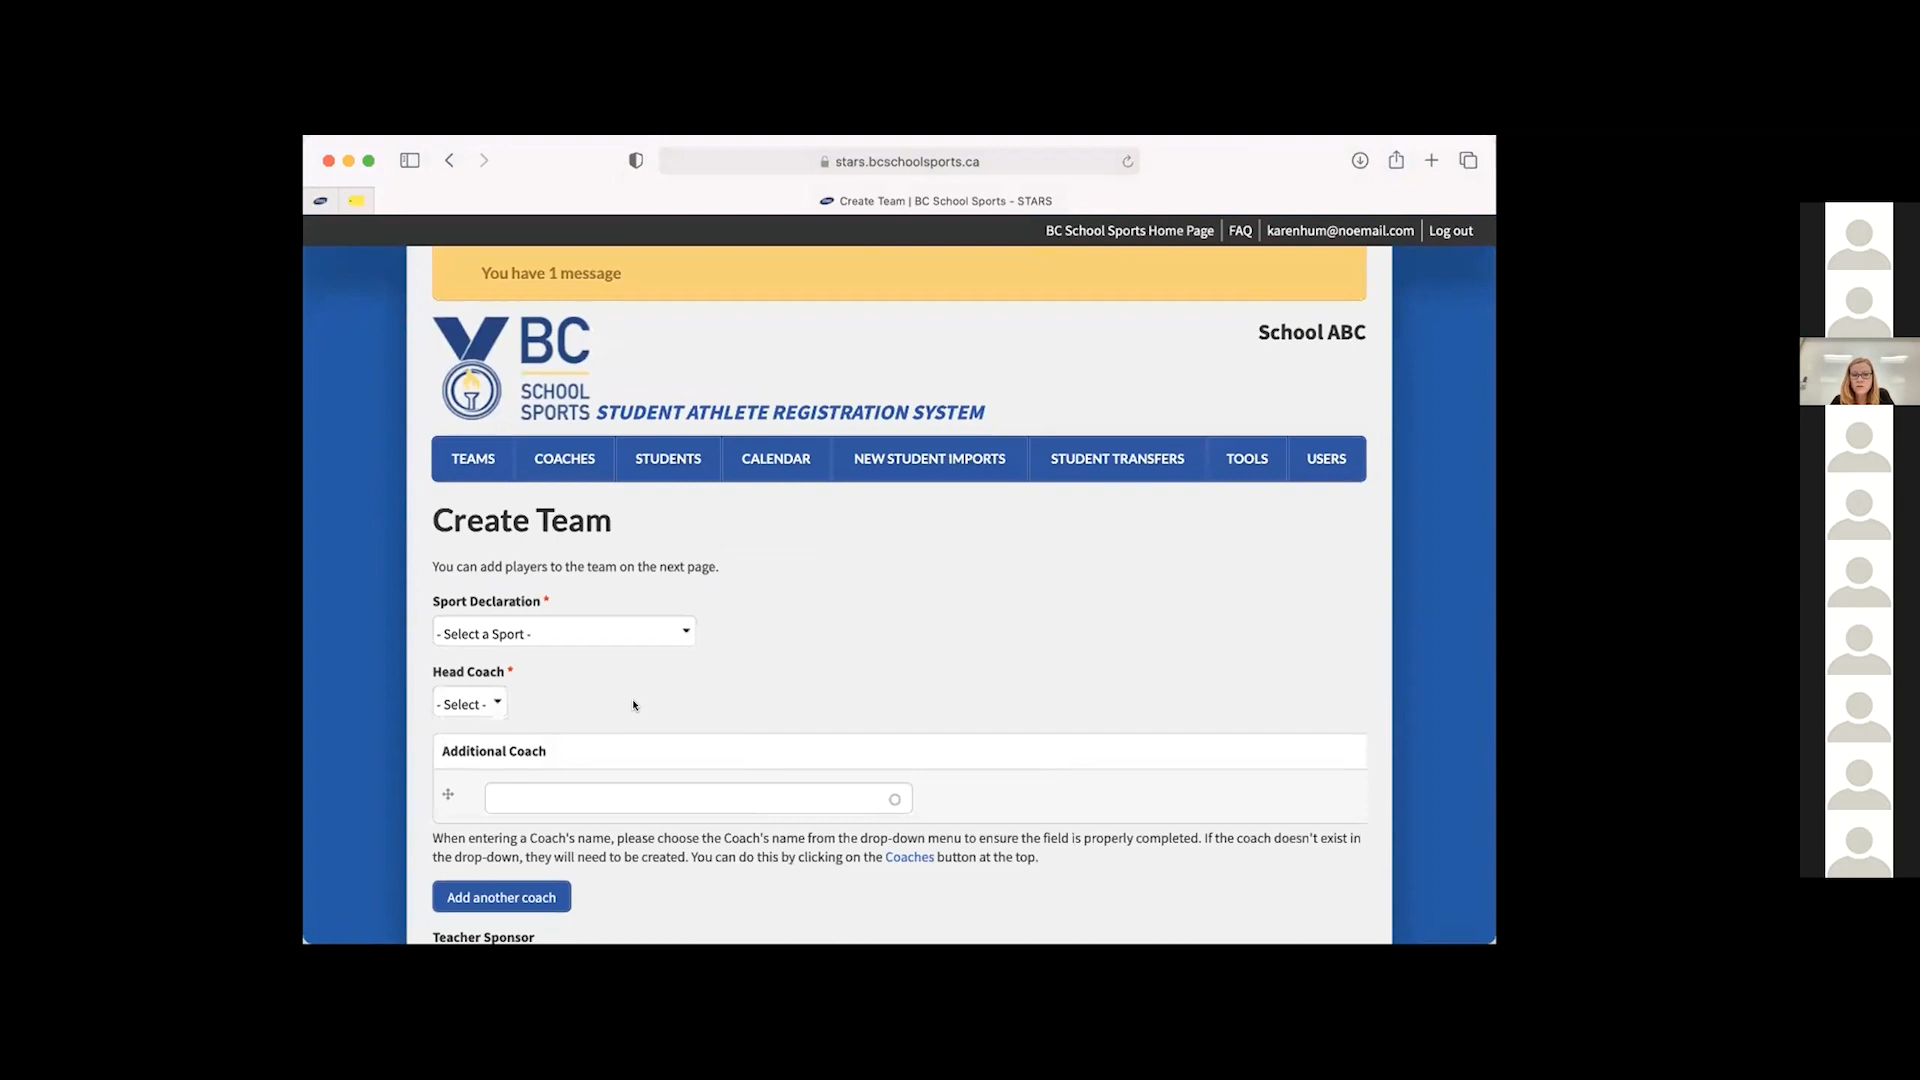 stars.bcschoolsports.ca
Create Team | BC School Sports - STARS
BC School Sports Home Page
FAQ
karenhum@noemail.com
Log out
You have 1 message
BC
SCHOOL
SPORTS
STUDENT ATHLETE REGISTRATION SYSTEM
School ABC
TEAMS
COACHES
STUDENTS
CALENDAR
NEW STUDENT IMPORTS
STUDENT TRANSFERS
TOOLS
USERS
Create Team
You can add players to the team on the next page.
Sport Declaration *
- Select a Sport -
Head Coach *
- Select -
Additional Coach
When entering a Coach's name, please choose the Coach's name from the drop-down menu to ensure the field is properly completed. If the coach doesn't exist in
the drop-down, they will need to be created. You can do this by clicking on the Coaches button at the top.
Add another coach
Teacher Sponsor